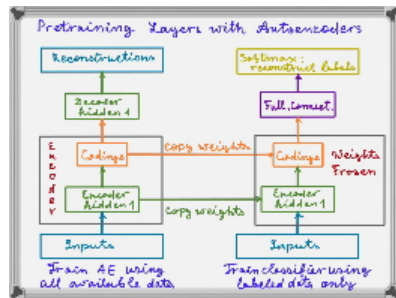 Pretraining Layers with Autoencoders
Reconstructions
Decoder
hidden 1
Encoder
Codings
Encoder
hidden 1
Inputs
Train AE using
all available data
copy weights
copy weights
Softmax:
reconstruct labels
Full. Connect.
Codings
Weights
Frozen
Encoder
hidden 1
Inputs
Train classifier using
labeled data only